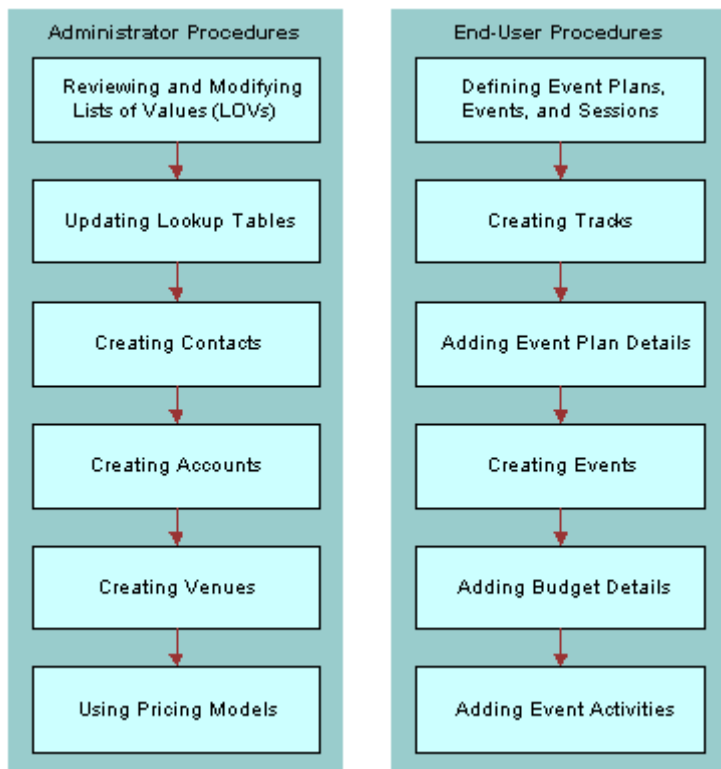 Administrator Procedures
Reviewing and Modifying
Lists of Values (LOVs)
Updating Lookup Tables
Creating Contacts
Creating Accounts
Creating Venues
Using Pricing Models
End-User Procedures
Defining Event Plans,
Events, and Sessions
Creating Tracks
Adding Event Plan Details
Creating Events
Adding Budget Details
Adding Event Activities